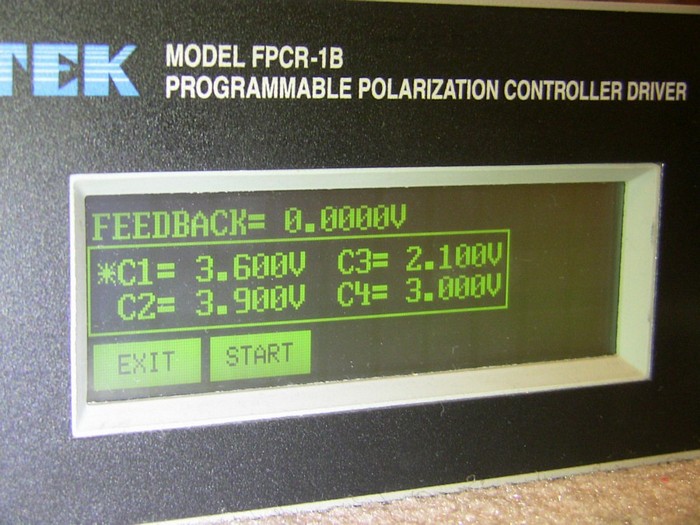 TEK
MODEL FPCR-1B
PROGRAMMABLE POLARIZATION CONTROLLER DRIVER
FEEDBACK= 0.0000V
*C1= 3.600V C3= 2.100V
C2= 3.900V C4= 3.000V
EXIT START